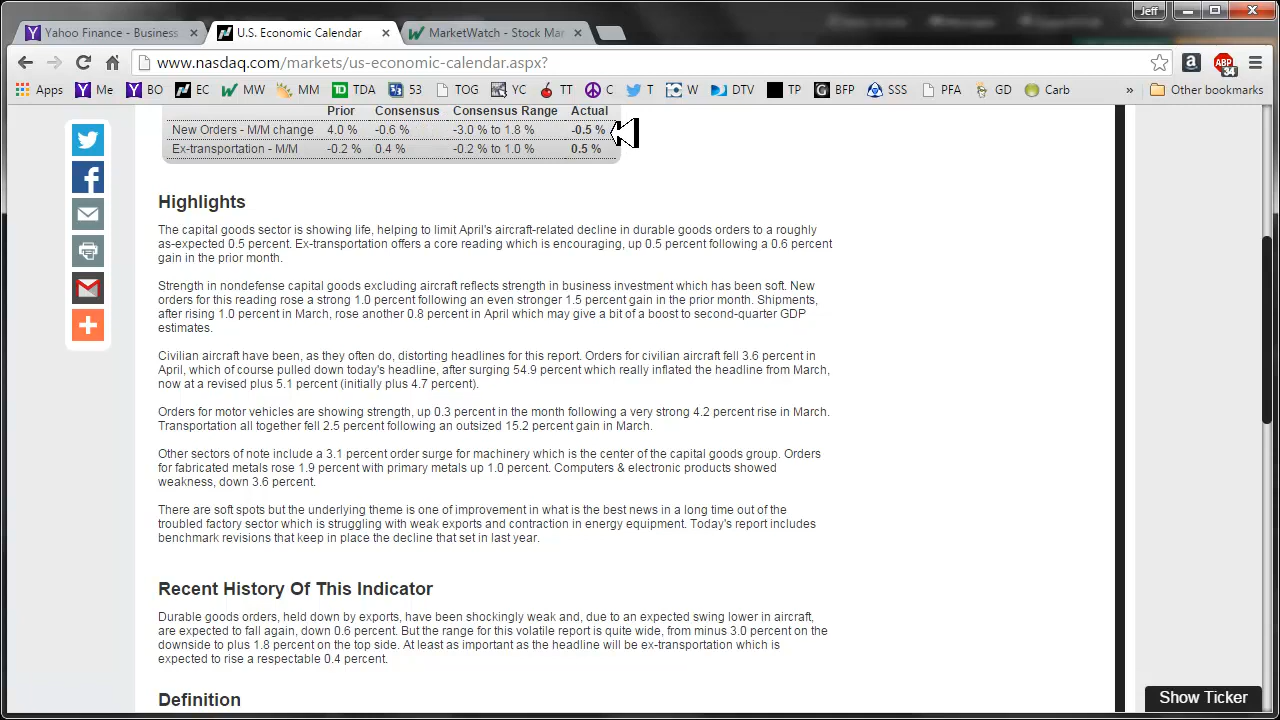 Jeff
Yahoo Finance - Business
U.S. Economic Calendar
MarketWatch - Stock Mar
www.nasdaq.com/markets/us-economic-calendar.aspx?
ABP
34
Apps Me BO EC MW MM TDA 53 TOG YC TT C T W DTV TP GFP SSS PFA GD Carb » Other bookmarks
Prior Consensus Consensus Range Actual
New Orders - M/M change 4.0 % -0.6 % -3.0 % to 1.8 % -0.5 %
Ex-transportation - M/M -0.2 % 0.4 % -0.2 % to 1.0 % 0.5 %
Highlights
The capital goods sector is showing life, helping to limit April's aircraft-related decline in durable goods orders to a roughly
as-expected 0.5 percent. Ex-transportation offers a core reading which is encouraging, up 0.5 percent following a 0.6 percent
gain in the prior month.
Strength in nondefense capital goods excluding aircraft reflects strength in business investment which has been soft. New
orders for this reading rose a strong 1.0 percent following an even stronger 1.5 percent gain in the prior month. Shipments,
after rising 1.0 percent in March, rose another 0.8 percent in April which may give a bit of a boost to second-quarter GDP
estimates.
Civilian aircraft have been, as they often do, distorting headlines for this report. Orders for civilian aircraft fell 3.6 percent in
April, which of course pulled down today's headline, after surging 54.9 percent which really inflated the headline from March,
now at a revised plus 5.1 percent (initially plus 4.7 percent).
Orders for motor vehicles are showing strength, up 0.3 percent in the month following a very strong 4.2 percent rise in March.
Transportation all together fell 2.5 percent following an outsized 15.2 percent gain in March.
Other sectors of note include a 3.1 percent order surge for machinery which is the center of the capital goods group. Orders
for fabricated metals rose 1.9 percent with primary metals up 1.0 percent. Computers & electronic products showed
weakness, down 3.6 percent.
There are soft spots but the underlying theme is one of improvement in what is the best news in a long time out of the
troubled factory sector which is struggling with weak exports and contraction in energy equipment. Today's report includes
benchmark revisions that keep in place the decline that set in last year.
Recent History Of This Indicator
Durable goods orders, held down by exports, have been shockingly weak and, due to an expected swing lower in aircraft,
are expected to fall again, down 0.6 percent. But the range for this volatile report is quite wide, from minus 3.0 percent on the
downside to plus 1.8 percent on the top side. At least as important as the headline will be ex-transportation which is
expected to rise a respectable 0.4 percent.
Definition
Show Ticker